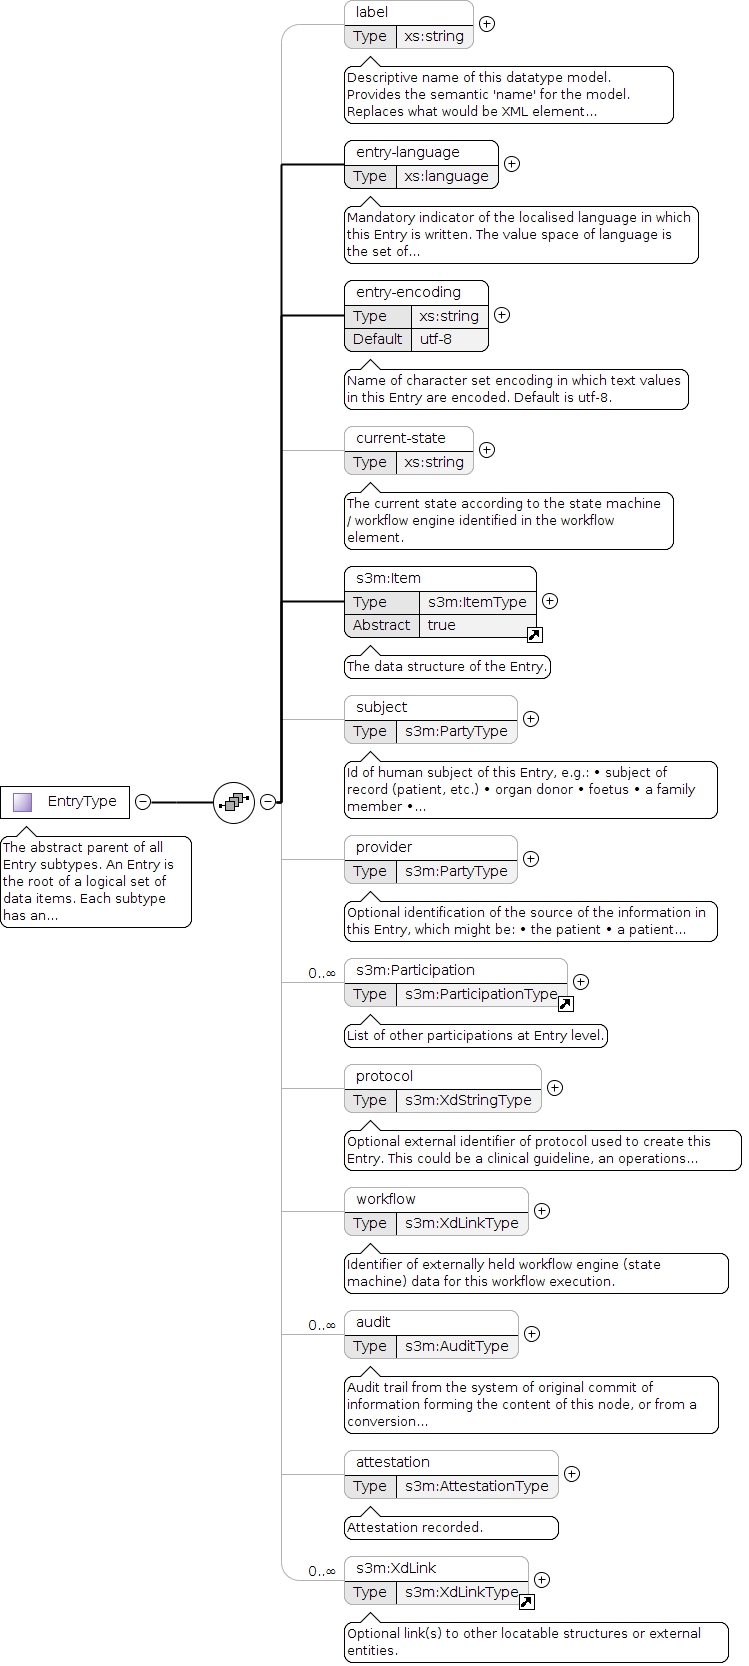 label
Type xs:string
Descriptive name of this datatype model.
Provides the semantic 'name' for the model.
Replaces what would be XML element...
entry-language
Type xs:language
Mandatory indicator of the localised language in which
this Entry is written. The value space of language is
the set of...
entry-encoding
Type xs:string
Default utf-8
Name of character set encoding in which text values
in this Entry are encoded. Default is utf-8.
current-state
Type xs:string
The current state according to the state machine
/ workflow engine identified in the workflow
element.
s3m:Item
Type s3m:ItemType
Abstract true
The data structure of the Entry.
subject
Type s3m:PartyType
Id of human subject of this Entry, e.g.: • subject of
record (patient, etc.) • organ donor • foetus • a family
member •...
EntryType
The abstract parent of all
Entry subtypes. An Entry is
the root of a logical set of
data items. Each subtype
has an...
provider
Type s3m:PartyType
Optional identification of the source of the information in
this Entry, which might be: • the patient • a patient...
0..∞
s3m:Participation
Type s3m:ParticipationType
List of other participations at Entry level.
protocol
Type s3m:XdStringType
Optional external identifier of protocol used to create this
Entry. This could be a clinical guideline, an operations...
workflow
Type s3m:XdLinkType
Identifier of externally held workflow engine (state
machine) data for this workflow execution.
0..∞
audit
Type s3m:AuditType
Audit trail from the system of original commit of
information forming the content of this node, or from a
conversion...
attestation
Type s3m:AttestationType
Attestation recorded.
0..∞
s3m:XdLink
Type s3m:XdLinkType
Optional link(s) to other locatable structures or external
entities.